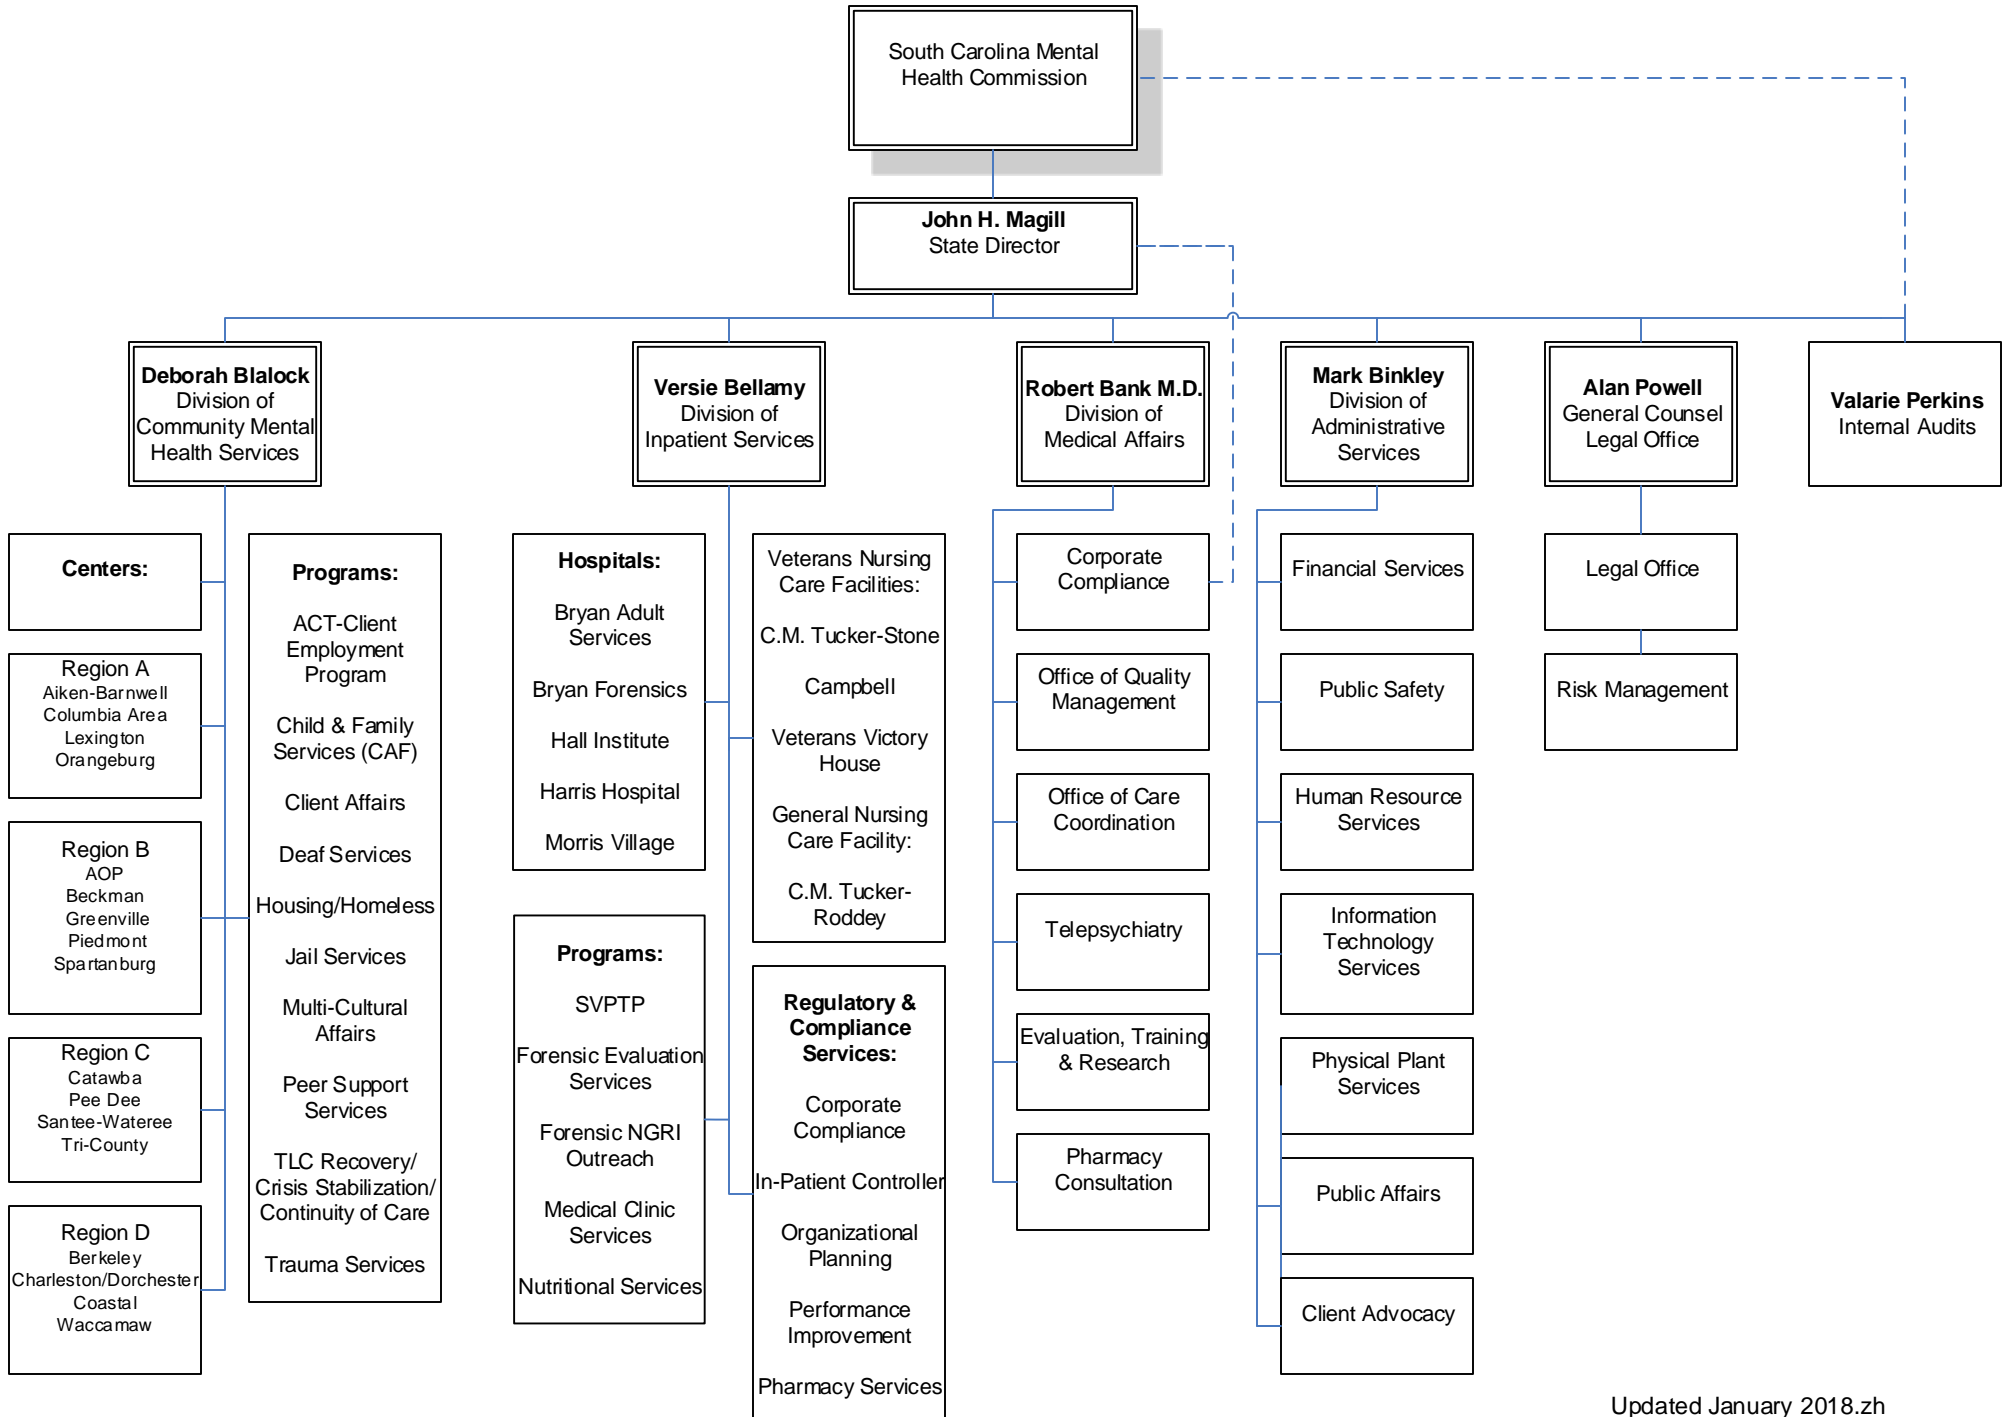 South Carolina Mental
Health Commission
John H. Magill
State Director
Deborah Blalock
Division of
Community Mental
Health Services
Versie Bellamy
Division of
Inpatient Services
Robert Bank M.D.
Division of
Medical Affairs
Mark Binkley
Division of
Administrative
Services
Alan Powell
General Counsel
Legal Office
Valarie Perkins
Internal Audits
Centers:
Region A
Aiken-Barnwell
Columbia Area
Lexington
Orangeburg
Region B
AOP
Beckman
Greenville
Piedmont
Spartanburg
Region C
Catawba
Pee Dee
Santee-Wateree
Tri-County
Region D
Berkeley
Charleston/Dorchester
Coastal
Waccamaw
Programs:
ACT-Client
Employment
Program
Child & Family
Services (CAF)
Client Affairs
Deaf Services
Housing/Homeless
Jail Services
Multi-Cultural
Affairs
Peer Support
Services
TLC Recovery/
Crisis Stabilization/
Continuity of Care
Trauma Services
Hospitals:
Bryan Adult
Services
Bryan Forensics
Hall Institute
Harris Hospital
Morris Village
Programs:
SVPTP
Forensic Evaluation
Services
Forensic NGRI
Outreach
Medical Clinic
Services
Nutritional Services
Veterans Nursing
Care Facilities:
C.M. Tucker-Stone
Campbell
Veterans Victory
House
General Nursing
Care Facility:
C.M. Tucker-
Roddey
Regulatory &
Compliance
Services:
Corporate
Compliance
In-Patient Controller
Organizational
Planning
Performance
Improvement
Pharmacy Services
Corporate
Compliance
Office of Quality
Management
Office of Care
Coordination
Telepsychiatry
Evaluation, Training
& Research
Pharmacy
Consultation
Financial Services
Public Safety
Human Resource
Services
Information
Technology
Services
Physical Plant
Services
Public Affairs
Client Advocacy
Legal Office
Risk Management
Updated January 2018.zh